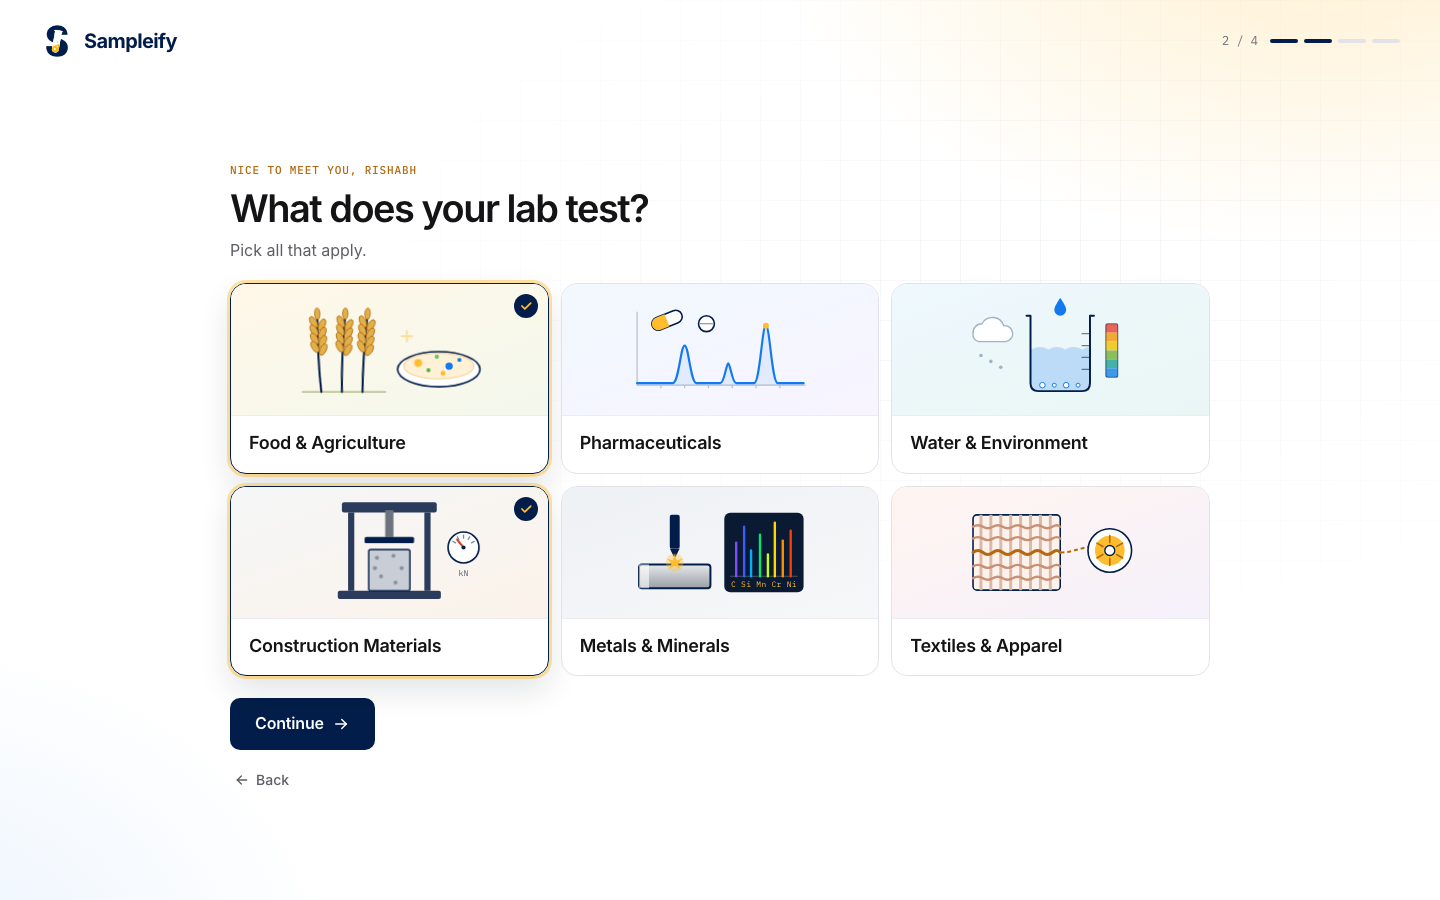 Sampleify
2 / 4
NICE TO MEET YOU, RISHABH
What does your lab test?
Pick all that apply.
Food & Agriculture
Pharmaceuticals
Water & Environment
kN
C Si Mn Cr Ni
Construction Materials
Metals & Minerals
Textiles & Apparel
Continue →
← Back